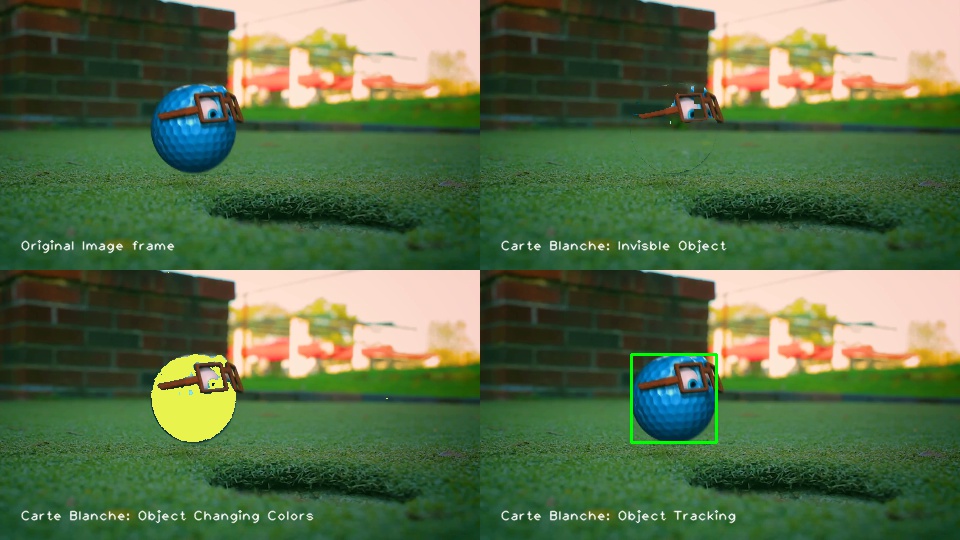 Original Image frame
Carte Blanche: Invisble Object
Carte Blanche: Object Changing Colors
Carte Blanche: Object Tracking